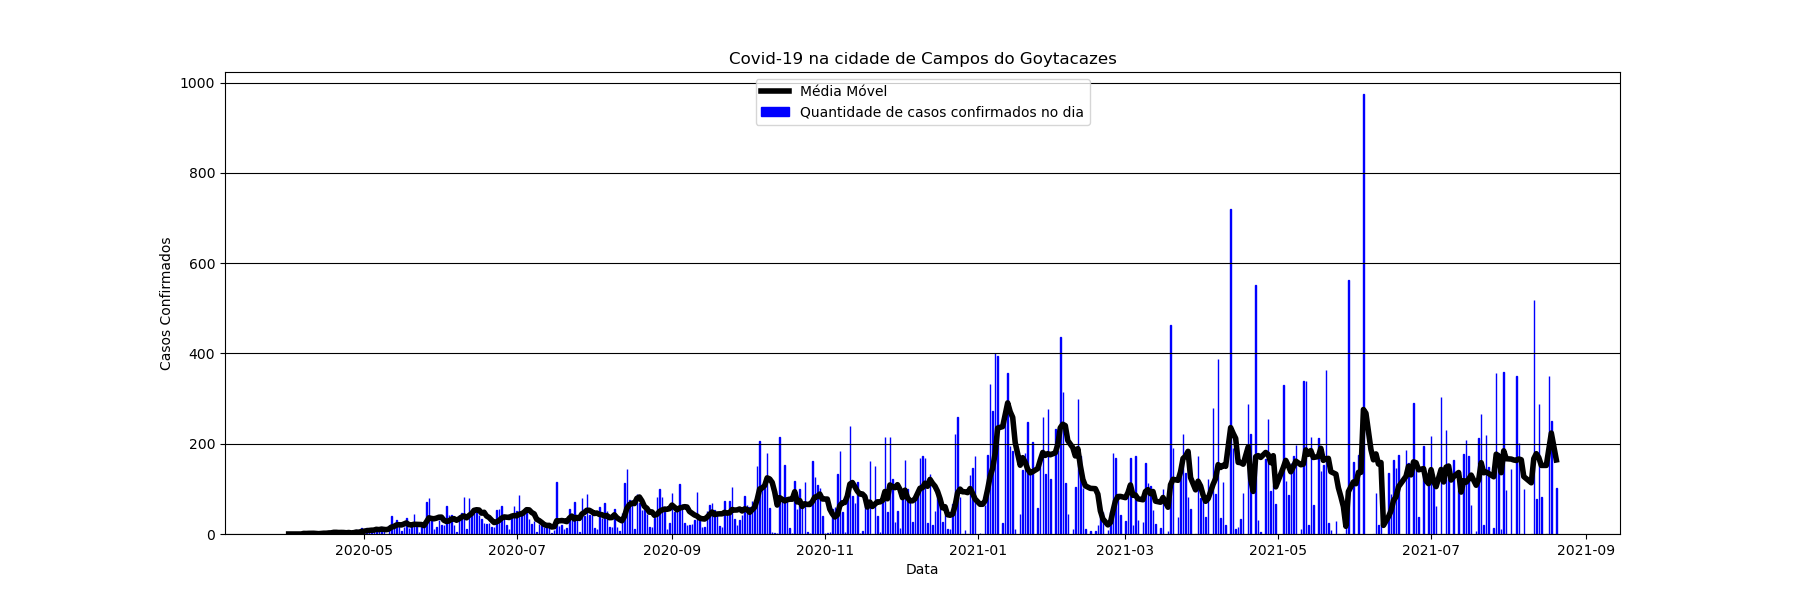 Covid-19 na cidade de Campos do Goytacazes
Média Móvel
Quantidade de casos confirmados no dia
Casos Confirmados
1000
800
600
400
200
0
2020-05 2020-07 2020-09 2020-11 2021-01 2021-03 2021-05 2021-07 2021-09
Data